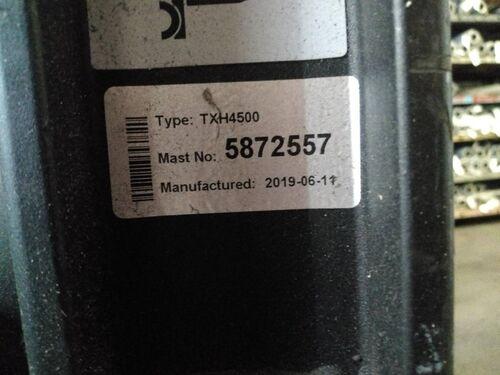 Type: TXH4500
Mast No: 5872557
Manufactured: 2019-06-11